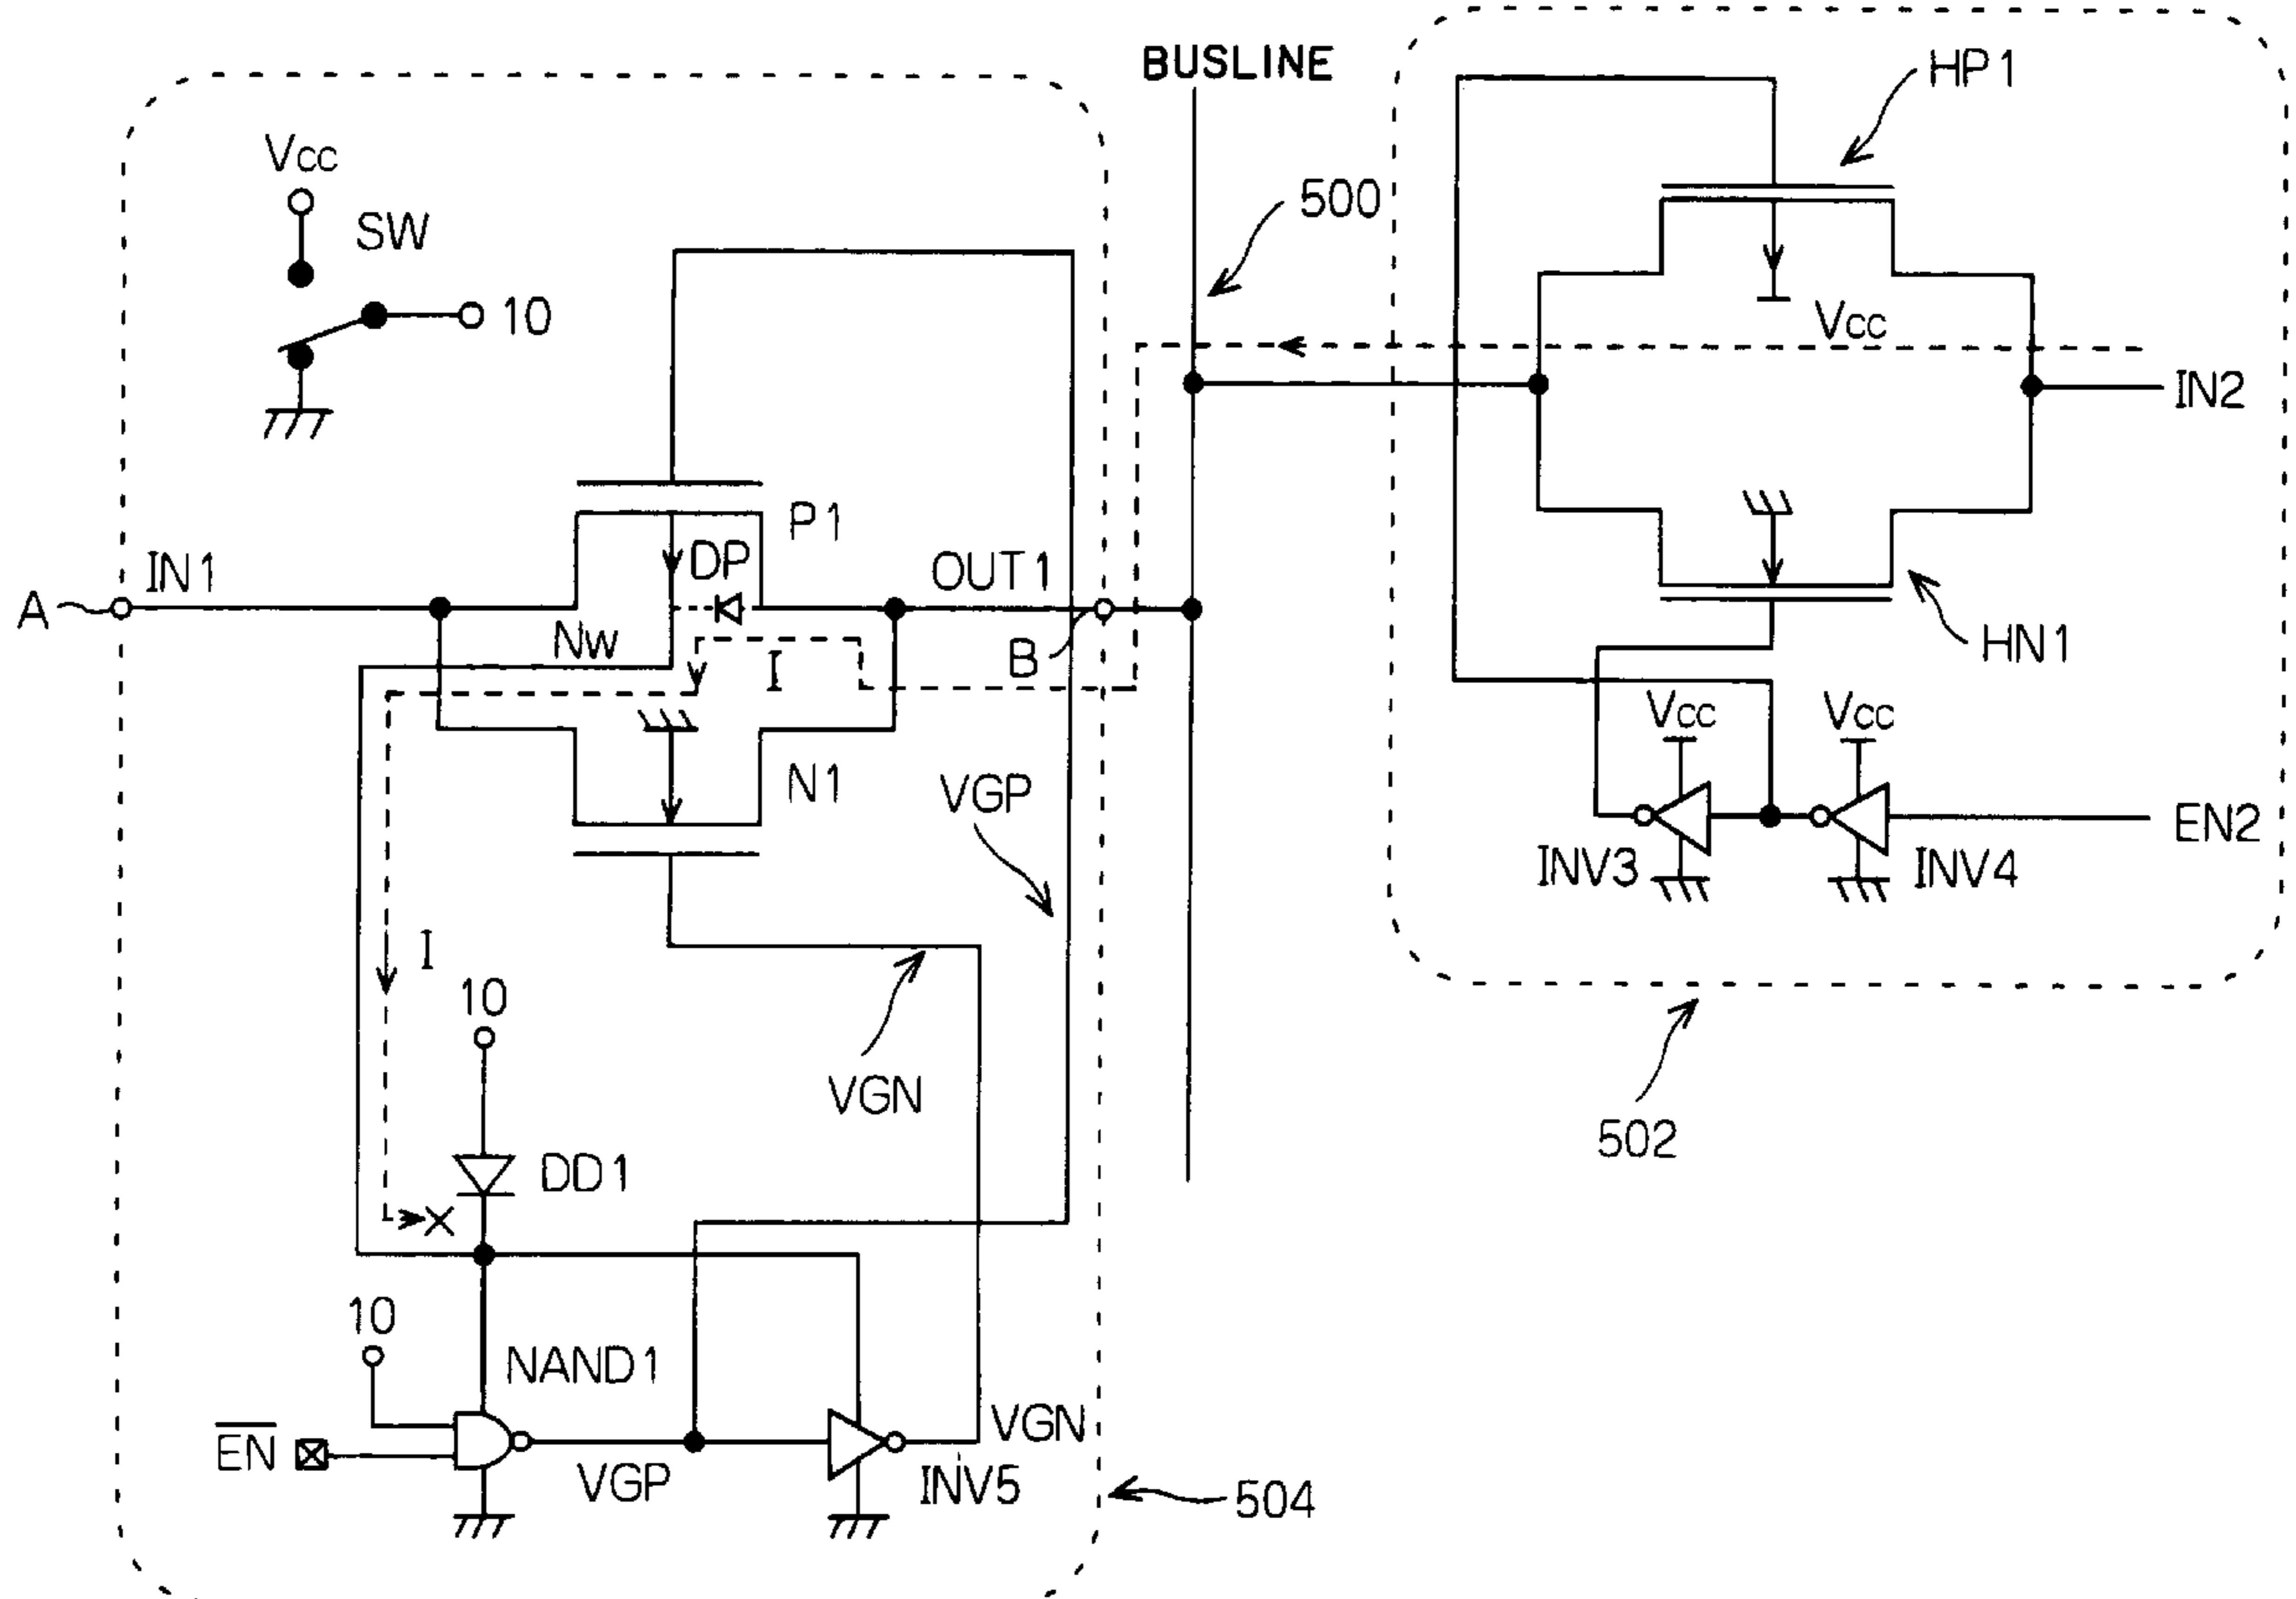 BUSLINE
HP1
Vcc
SW
500
10
Vcc
IN2
P1
DP
IN1
OUT1
A
Nw
B
I
HN1
Vcc
Vcc
N1
VGP
EN2
INV3
INV4
I
10
VGN
502
DD1
10
NAND1
EN
VGN
VGP
INV5
504